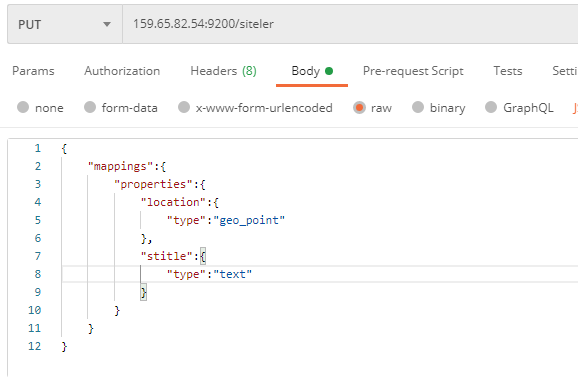 PUT 159.65.82.54:9200/siteler
Params Authorization Headers (8) Body Pre-request Script Tests Setti
none form-data x-www-form-urlencoded raw binary GraphQL
1 {
2 "mappings":{
3 "properties":{
4 "location":{
5 "type":"geo_point"
6 },
7 "stitle":{
8 "type":"text"
9 }
10 }
11 }
12 }